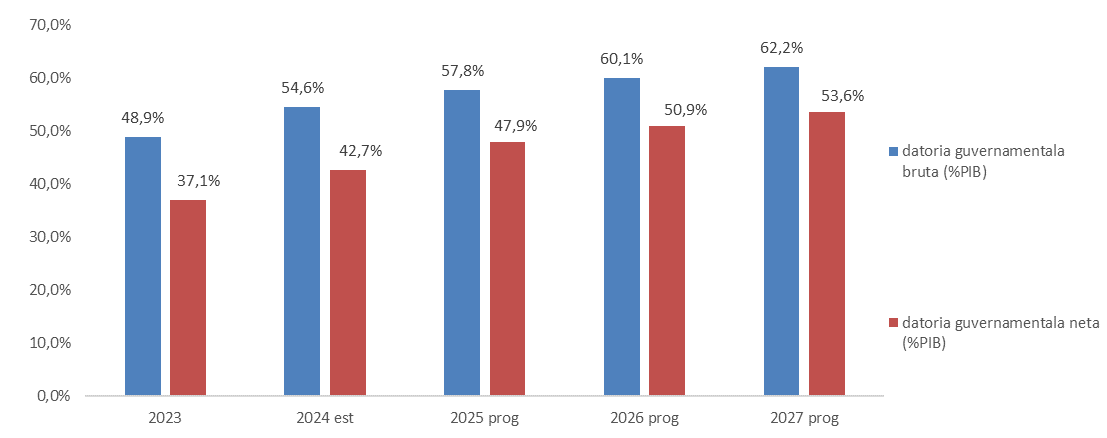 70,0%
60,0%
50,0%
40,0%
30,0%
20,0%
10,0%
0,0%
48,9%
37,1%
54,6%
42,7%
57,8%
47,9%
60,1%
50,9%
62,2%
53,6%
2023
2024 est
2025 prog
2026 prog
2027 prog
datoria guvernamentala
bruta (%PIB)
datoria guvernamentala neta
(%PIB)